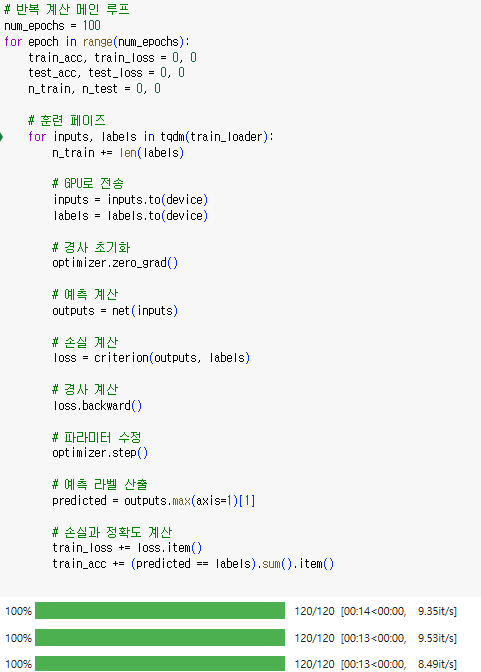 # 반복 계산 메인 루프
num_epochs = 100
for epoch in range(num_epochs):
    train_acc, train_loss = 0, 0
    test_acc, test_loss = 0, 0
    n_train, n_test = 0, 0
    # 훈련 페이즈
    for inputs, labels in tqdm(train_loader):
        n_train += len(labels)
        # GPU로 전송
        inputs = inputs.to(device)
        labels = labels.to(device)
        # 경사 초기화
        optimizer.zero_grad()
        # 예측 계산
        outputs = net(inputs)
        # 손실 계산
        loss = criterion(outputs, labels)
        # 경사 계산
        loss.backward()
        # 파라미터 수정
        optimizer.step()
        # 예측 라벨 산출
        predicted = outputs.max(axis=1)[1]
        # 손실과 정확도 계산
        train_loss += loss.item()
        train_acc += (predicted == labels).sum().item()
100% 120/120 [00:14<00:00, 9.35it/s]
100% 120/120 [00:13<00:00, 9.53it/s]
100% 120/120 [00:13<00:00, 8.49it/s]